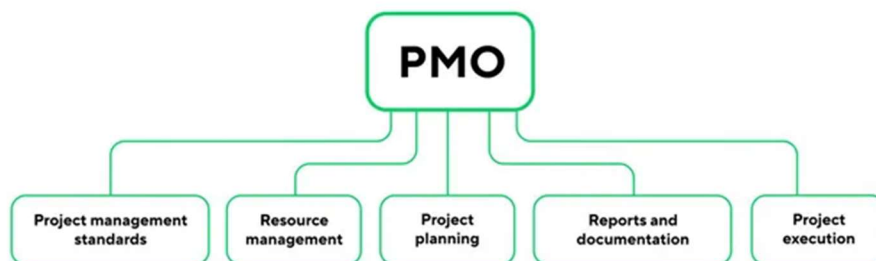 PMO
Project management
standards
Resource
management
Project
planning
Reports and
documentation
Project
execution